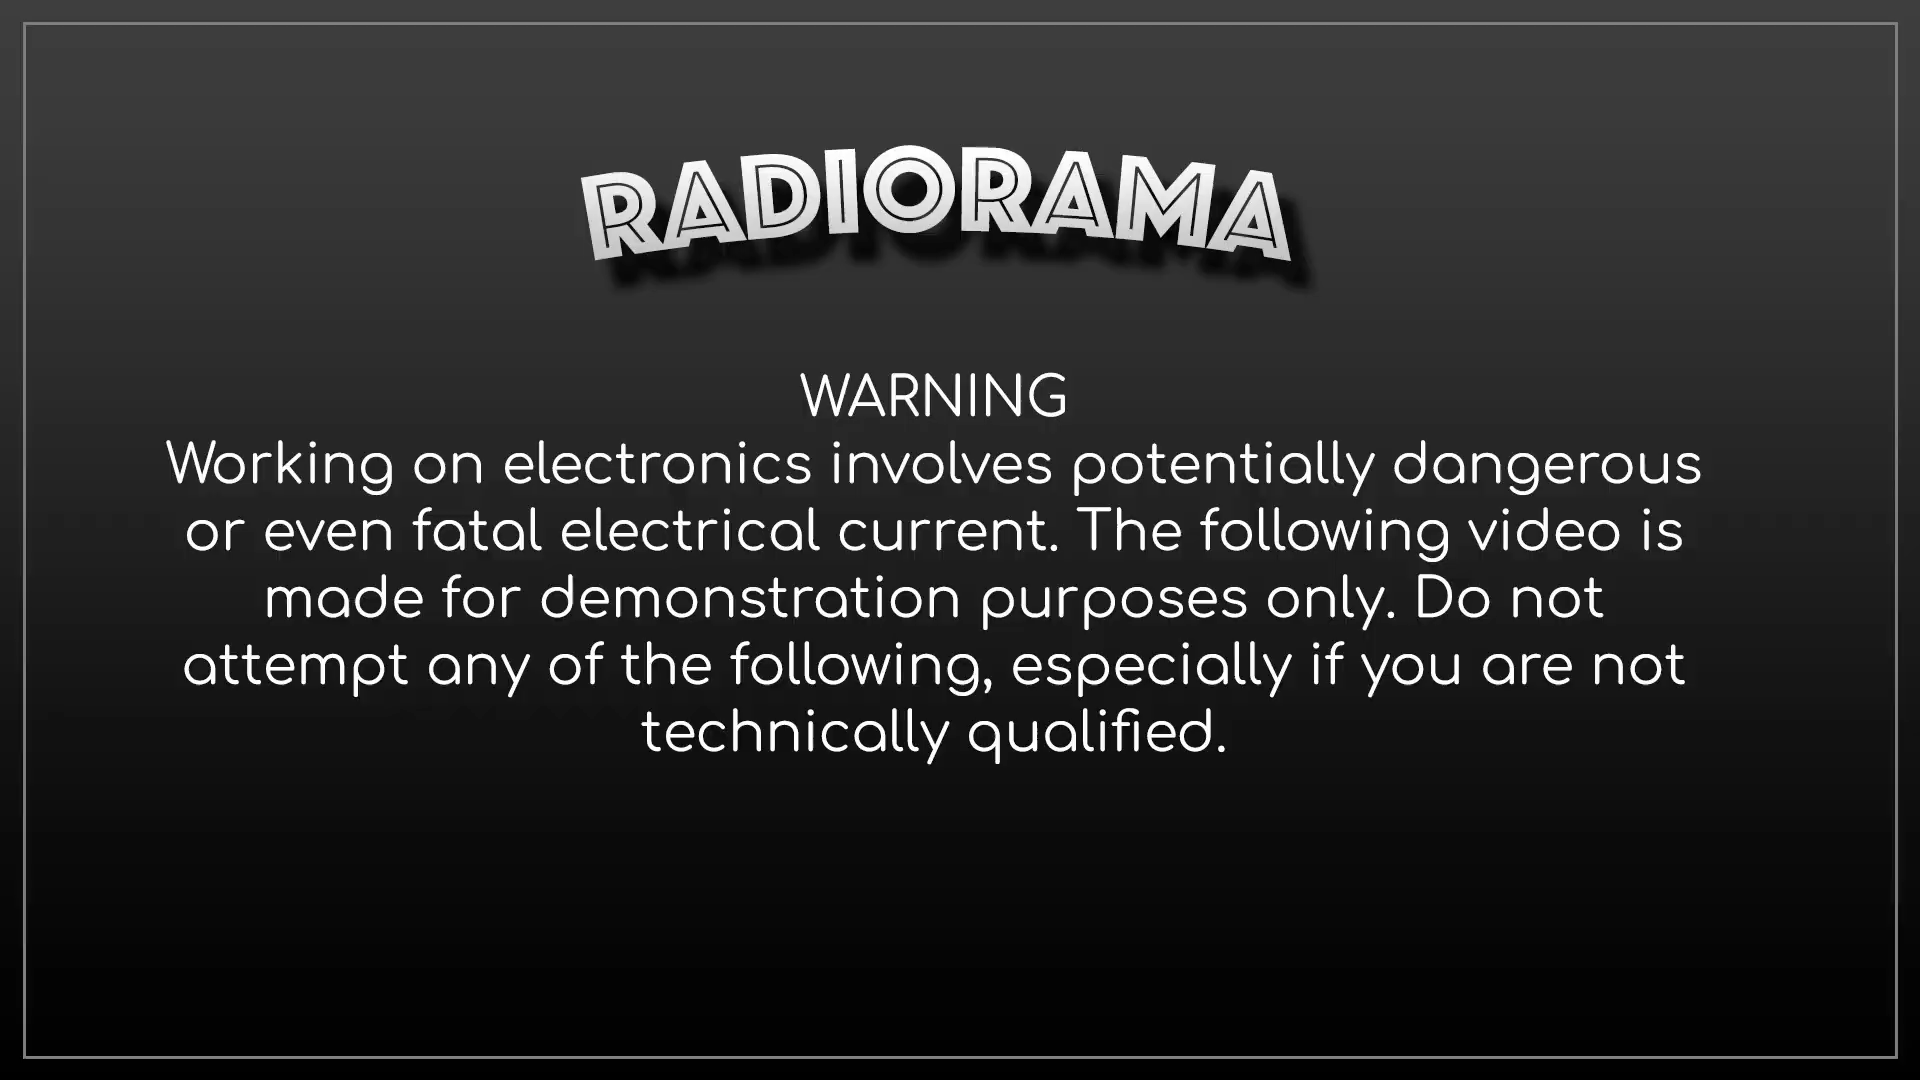 RADIORAMA
WARNING
Working on electronics involves potentially dangerous
or even fatal electrical current. The following video is
made for demonstration purposes only. Do not
attempt any of the following, especially if you are not
technically qualified.